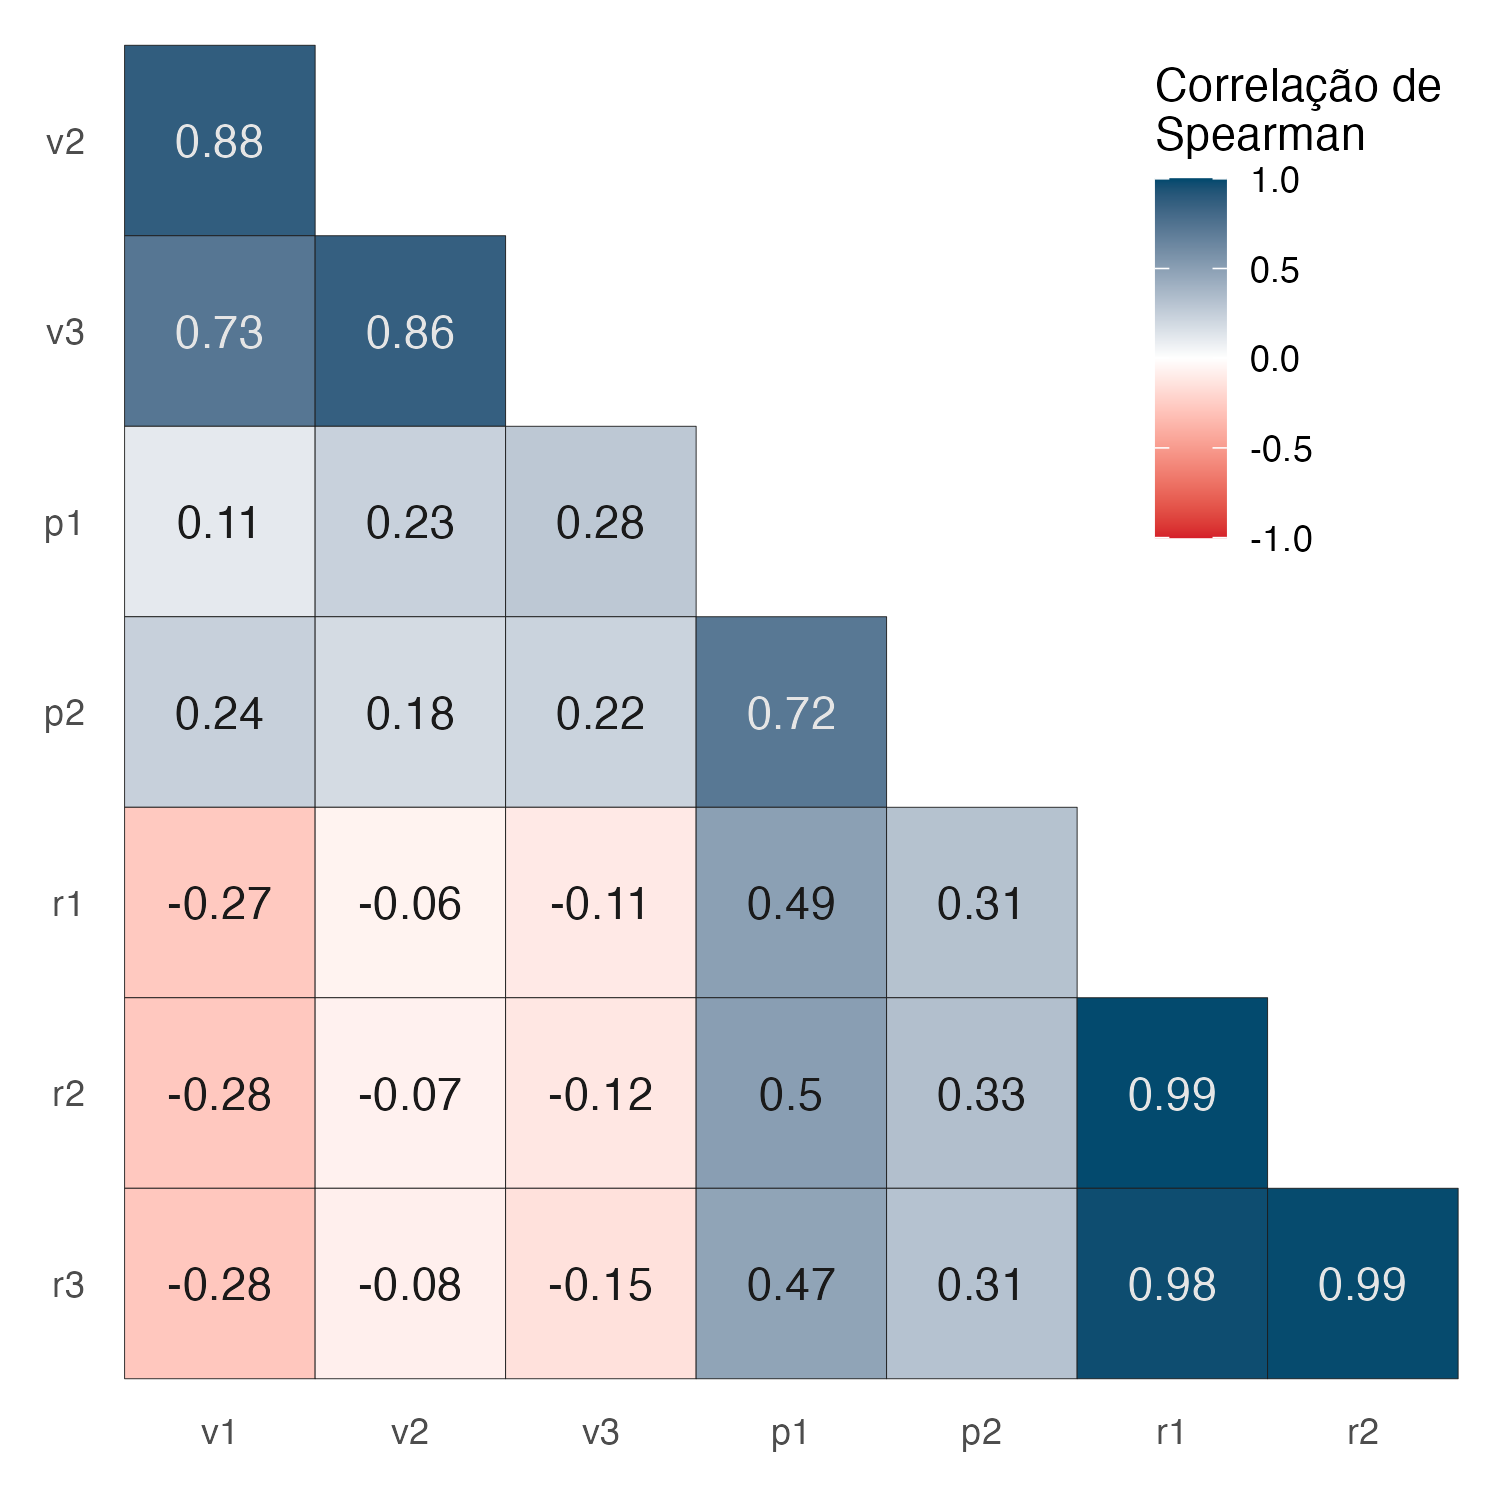 Correlação de
Spearman
1.0
0.5
0.0
-0.5
-1.0
v2 0.88
v3 0.73 0.86
p1 0.11 0.23 0.28
p2 0.24 0.18 0.22 0.72
r1 -0.27 -0.06 -0.11 0.49 0.31
r2 -0.28 -0.07 -0.12 0.5 0.33 0.99
r3 -0.28 -0.08 -0.15 0.47 0.31 0.98 0.99
v1 v2 v3 p1 p2 r1 r2